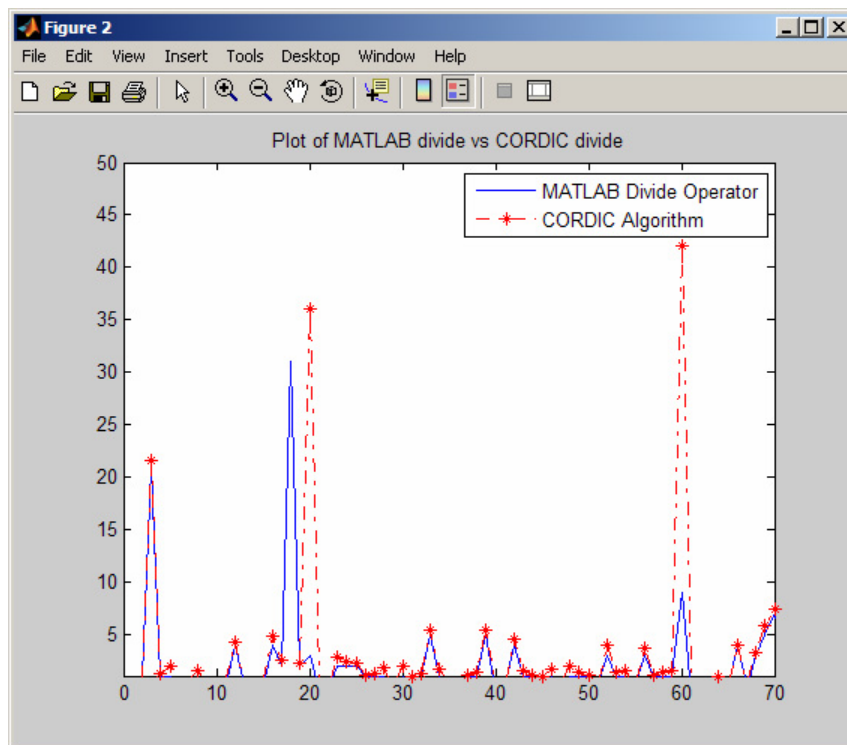 Figure 2
File Edit View Insert Tools Desktop Window Help
Plot of MATLAB divide vs CORDIC divide
MATLAB Divide Operator
CORDIC Algorithm
50
45
40
35
30
25
20
15
10
5
0 10 20 30 40 50 60 70